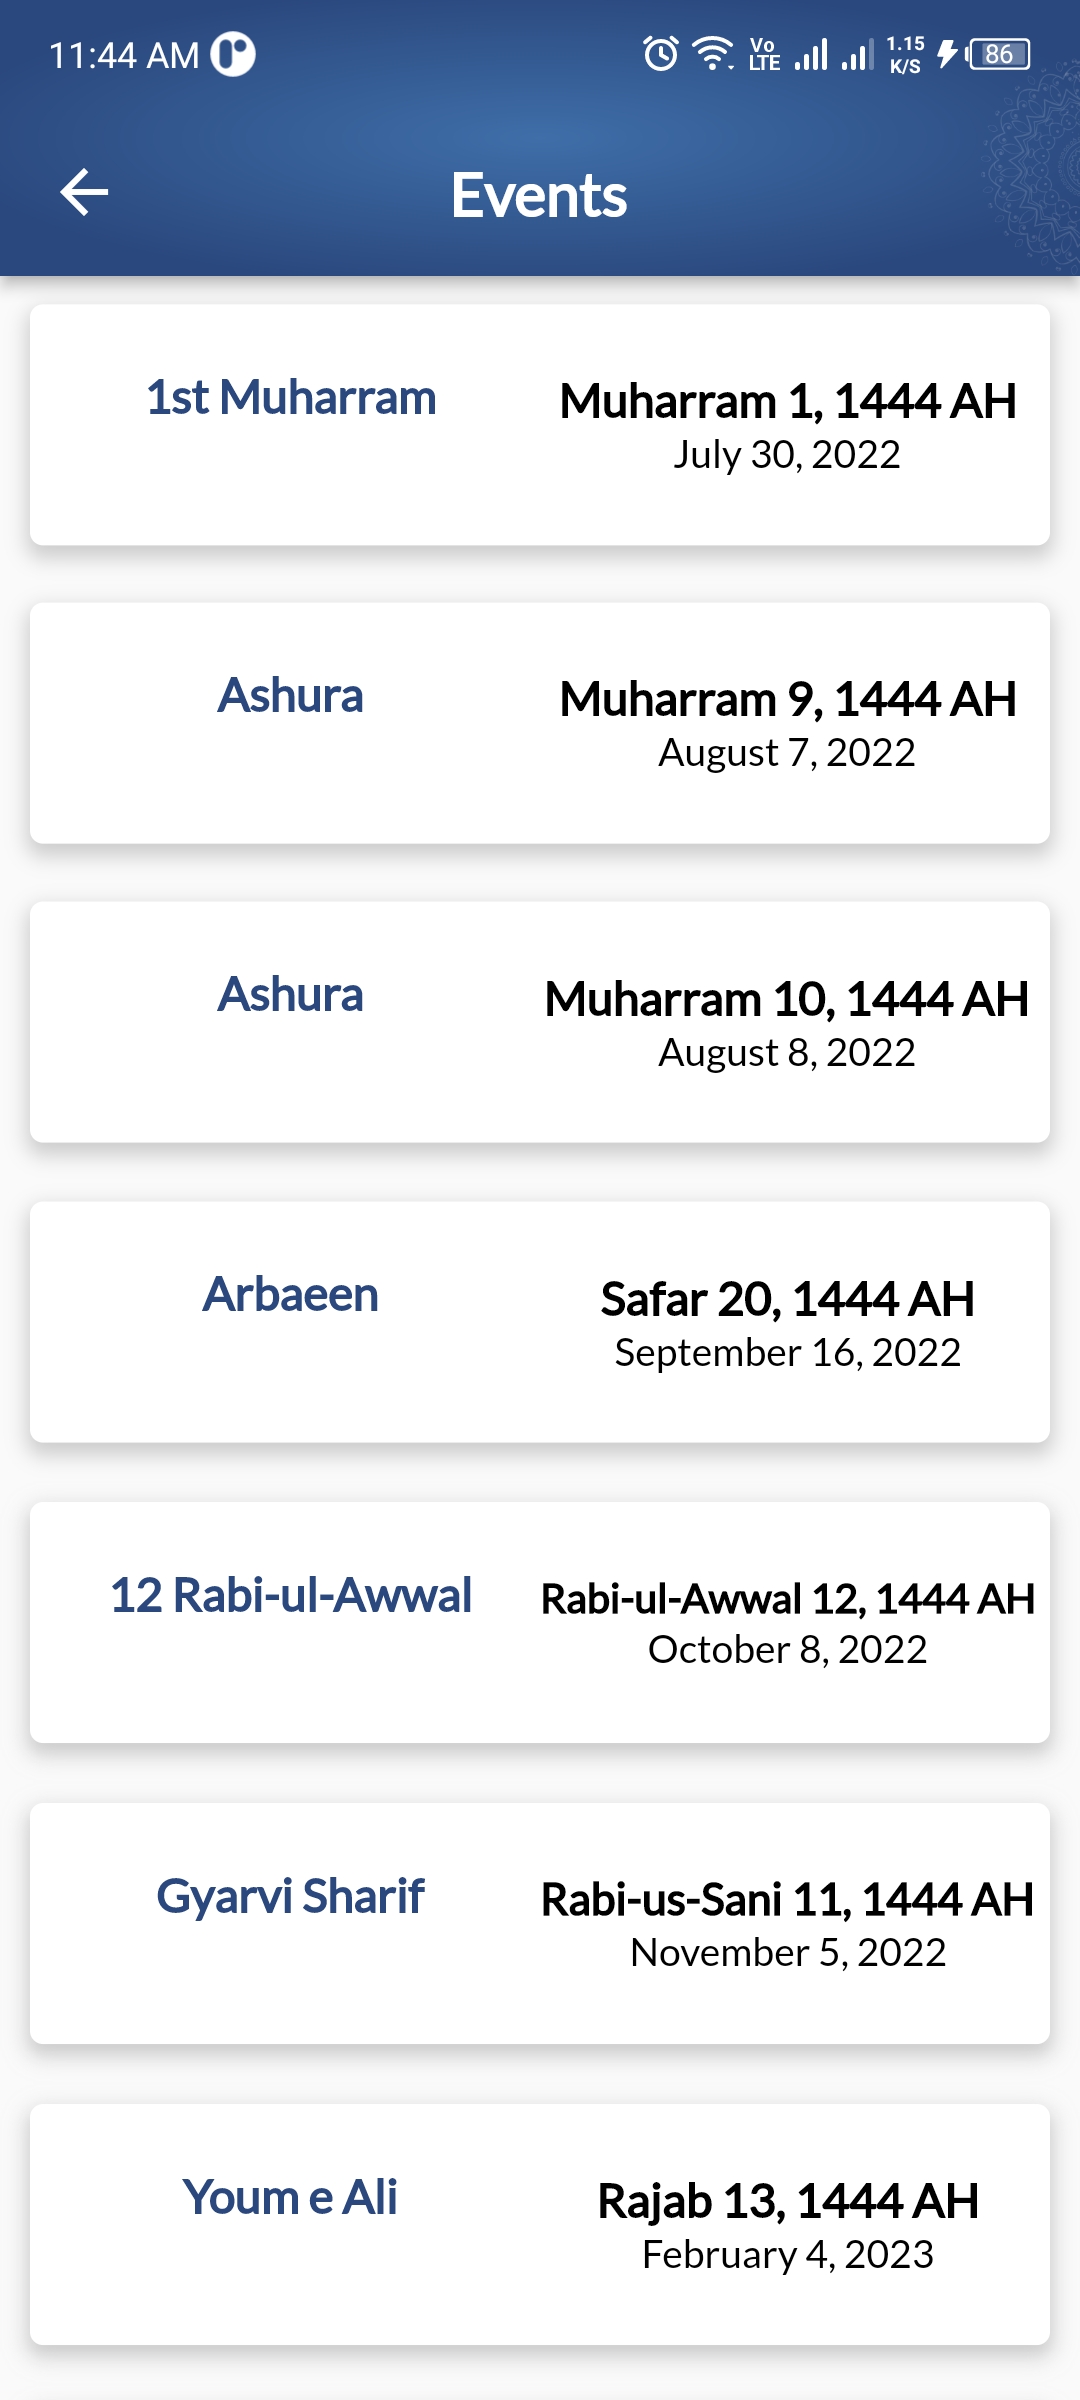 11:44 AM
Vo LTE
1.15 K/S
86
Events
1st Muharram
Muharram 1, 1444 AH
July 30, 2022
Ashura
Muharram 9, 1444 AH
August 7, 2022
Ashura
Muharram 10, 1444 AH
August 8, 2022
Arbaeen
Safar 20, 1444 AH
September 16, 2022
12 Rabi-ul-Awwal
Rabi-ul-Awwal 12, 1444 AH
October 8, 2022
Gyarvi Sharif
Rabi-us-Sani 11, 1444 AH
November 5, 2022
Youm e Ali
Rajab 13, 1444 AH
February 4, 2023